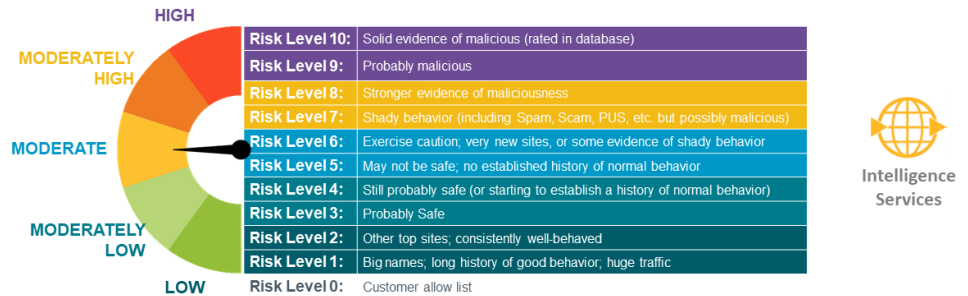 HIGH
MODERATELY
HIGH
MODERATE
MODERATELY
LOW
LOW
Risk Level 10: Solid evidence of malicious (rated in database)
Risk Level 9: Probably malicious
Risk Level 8: Stronger evidence of maliciousness
Risk Level 7: Shady behavior (including Spam, Scam, PUS, etc. but possibly malicious)
Risk Level 6: Exercise caution; very new sites, or some evidence of shady behavior
Risk Level 5: May not be safe; no established history of normal behavior
Risk Level 4: Still probably safe (or starting to establish a history of normal behavior)
Risk Level 3: Probably Safe
Risk Level 2: Other top sites; consistently well-behaved
Risk Level 1: Big names; long history of good behavior; huge traffic
Risk Level 0: Customer allow list
Intelligence
Services